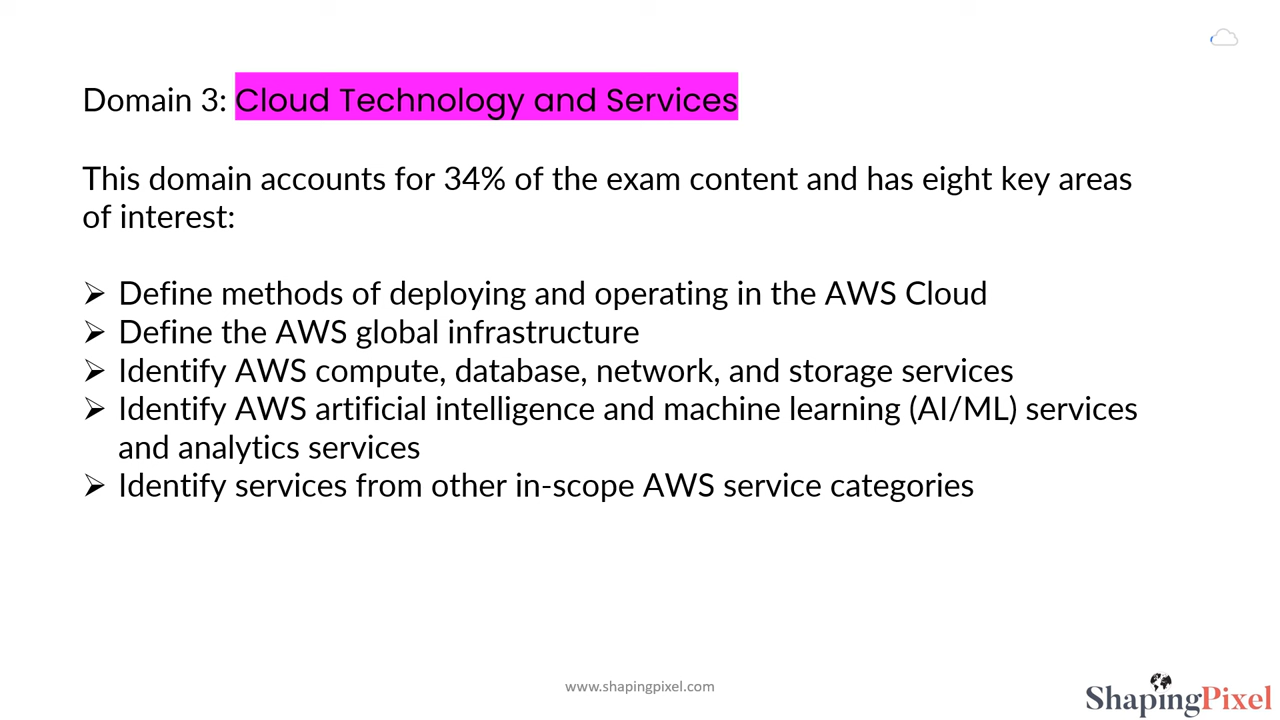 Domain 3: Cloud Technology and Services
This domain accounts for 34% of the exam content and has eight key areas
of interest:
➢ Define methods of deploying and operating in the AWS Cloud
➢ Define the AWS global infrastructure
➢ Identify AWS compute, database, network, and storage services
➢ Identify AWS artificial intelligence and machine learning (AI/ML) services
and analytics services
➢ Identify services from other in-scope AWS service categories
www.shapingpixel.com
ShapingPixel